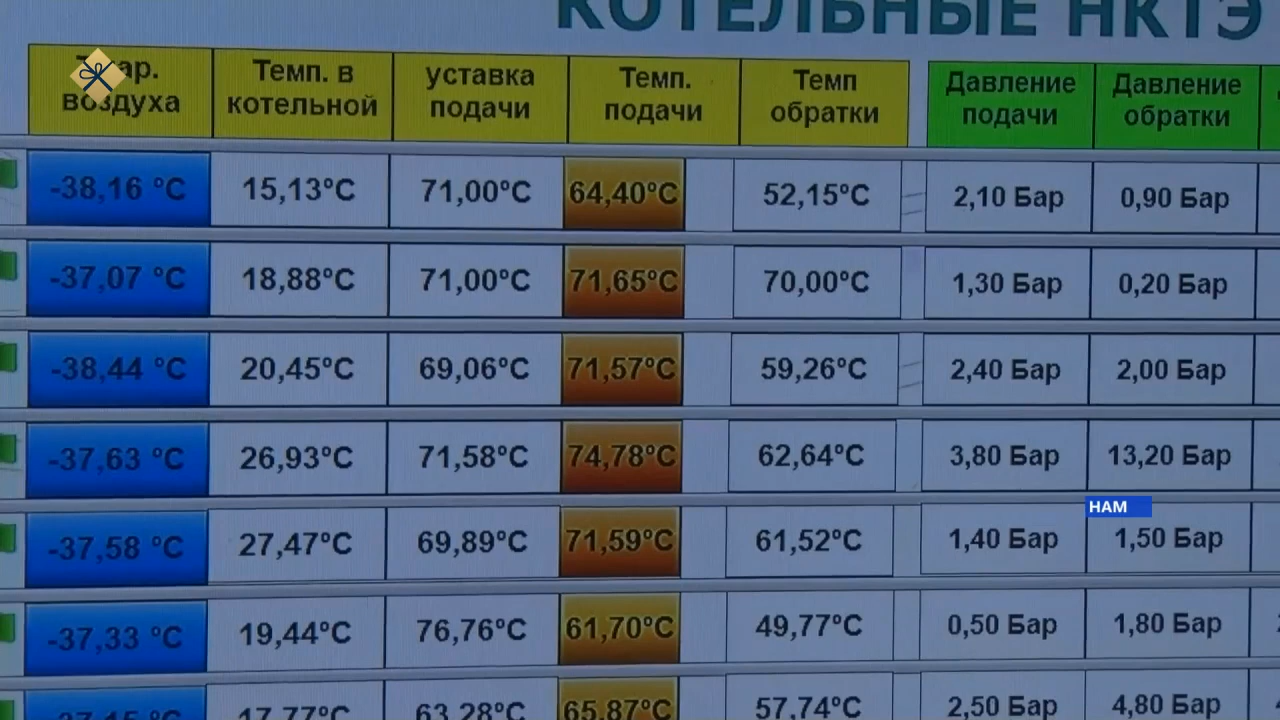 КОТЕЛЬНЫЕ НКТЭ
воздуха
Темп. в котельной
уставка подачи
Темп. подачи
Темп обратки
Давление подачи
Давление обратки
-38,16 °C 15,13°C 71,00°C 64,40°C 52,15°C 2,10 Бар 0,90 Бар
-37,07 °C 18,88°C 71,00°C 71,65°C 70,00°C 1,30 Бар 0,20 Бар
-38,44 °C 20,45°C 69,06°C 71,57°C 59,26°C 2,40 Бар 2,00 Бар
-37,63 °C 26,93°C 71,58°C 74,78°C 62,64°C 3,80 Бар 13,20 Бар
НАМ
-37,58 °C 27,47°C 69,89°C 71,59°C 61,52°C 1,40 Бар 1,50 Бар
-37,33 °C 19,44°C 76,76°C 61,70°C 49,77°C 0,50 Бар 1,80 Бар
-37,15 °C 17,77°C 63,28°C 65,87°C 57,74°C 2,50 Бар 4,80 Бар